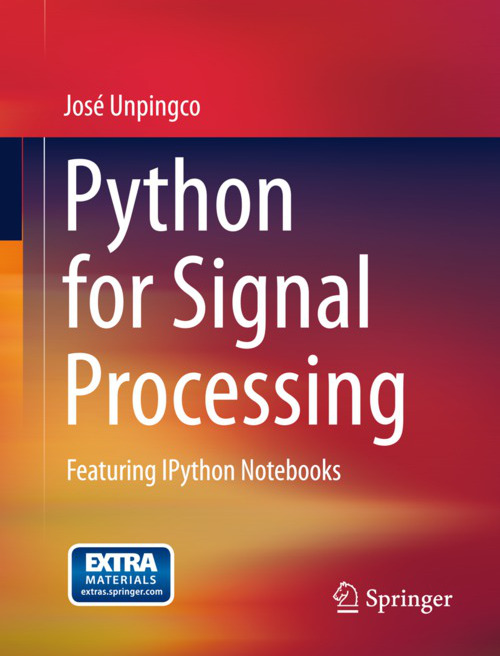 José Unpingco
Python
for Signal
Processing
Featuring IPython Notebooks
EXTRA
MATERIALS
extras.springer.com
Springer